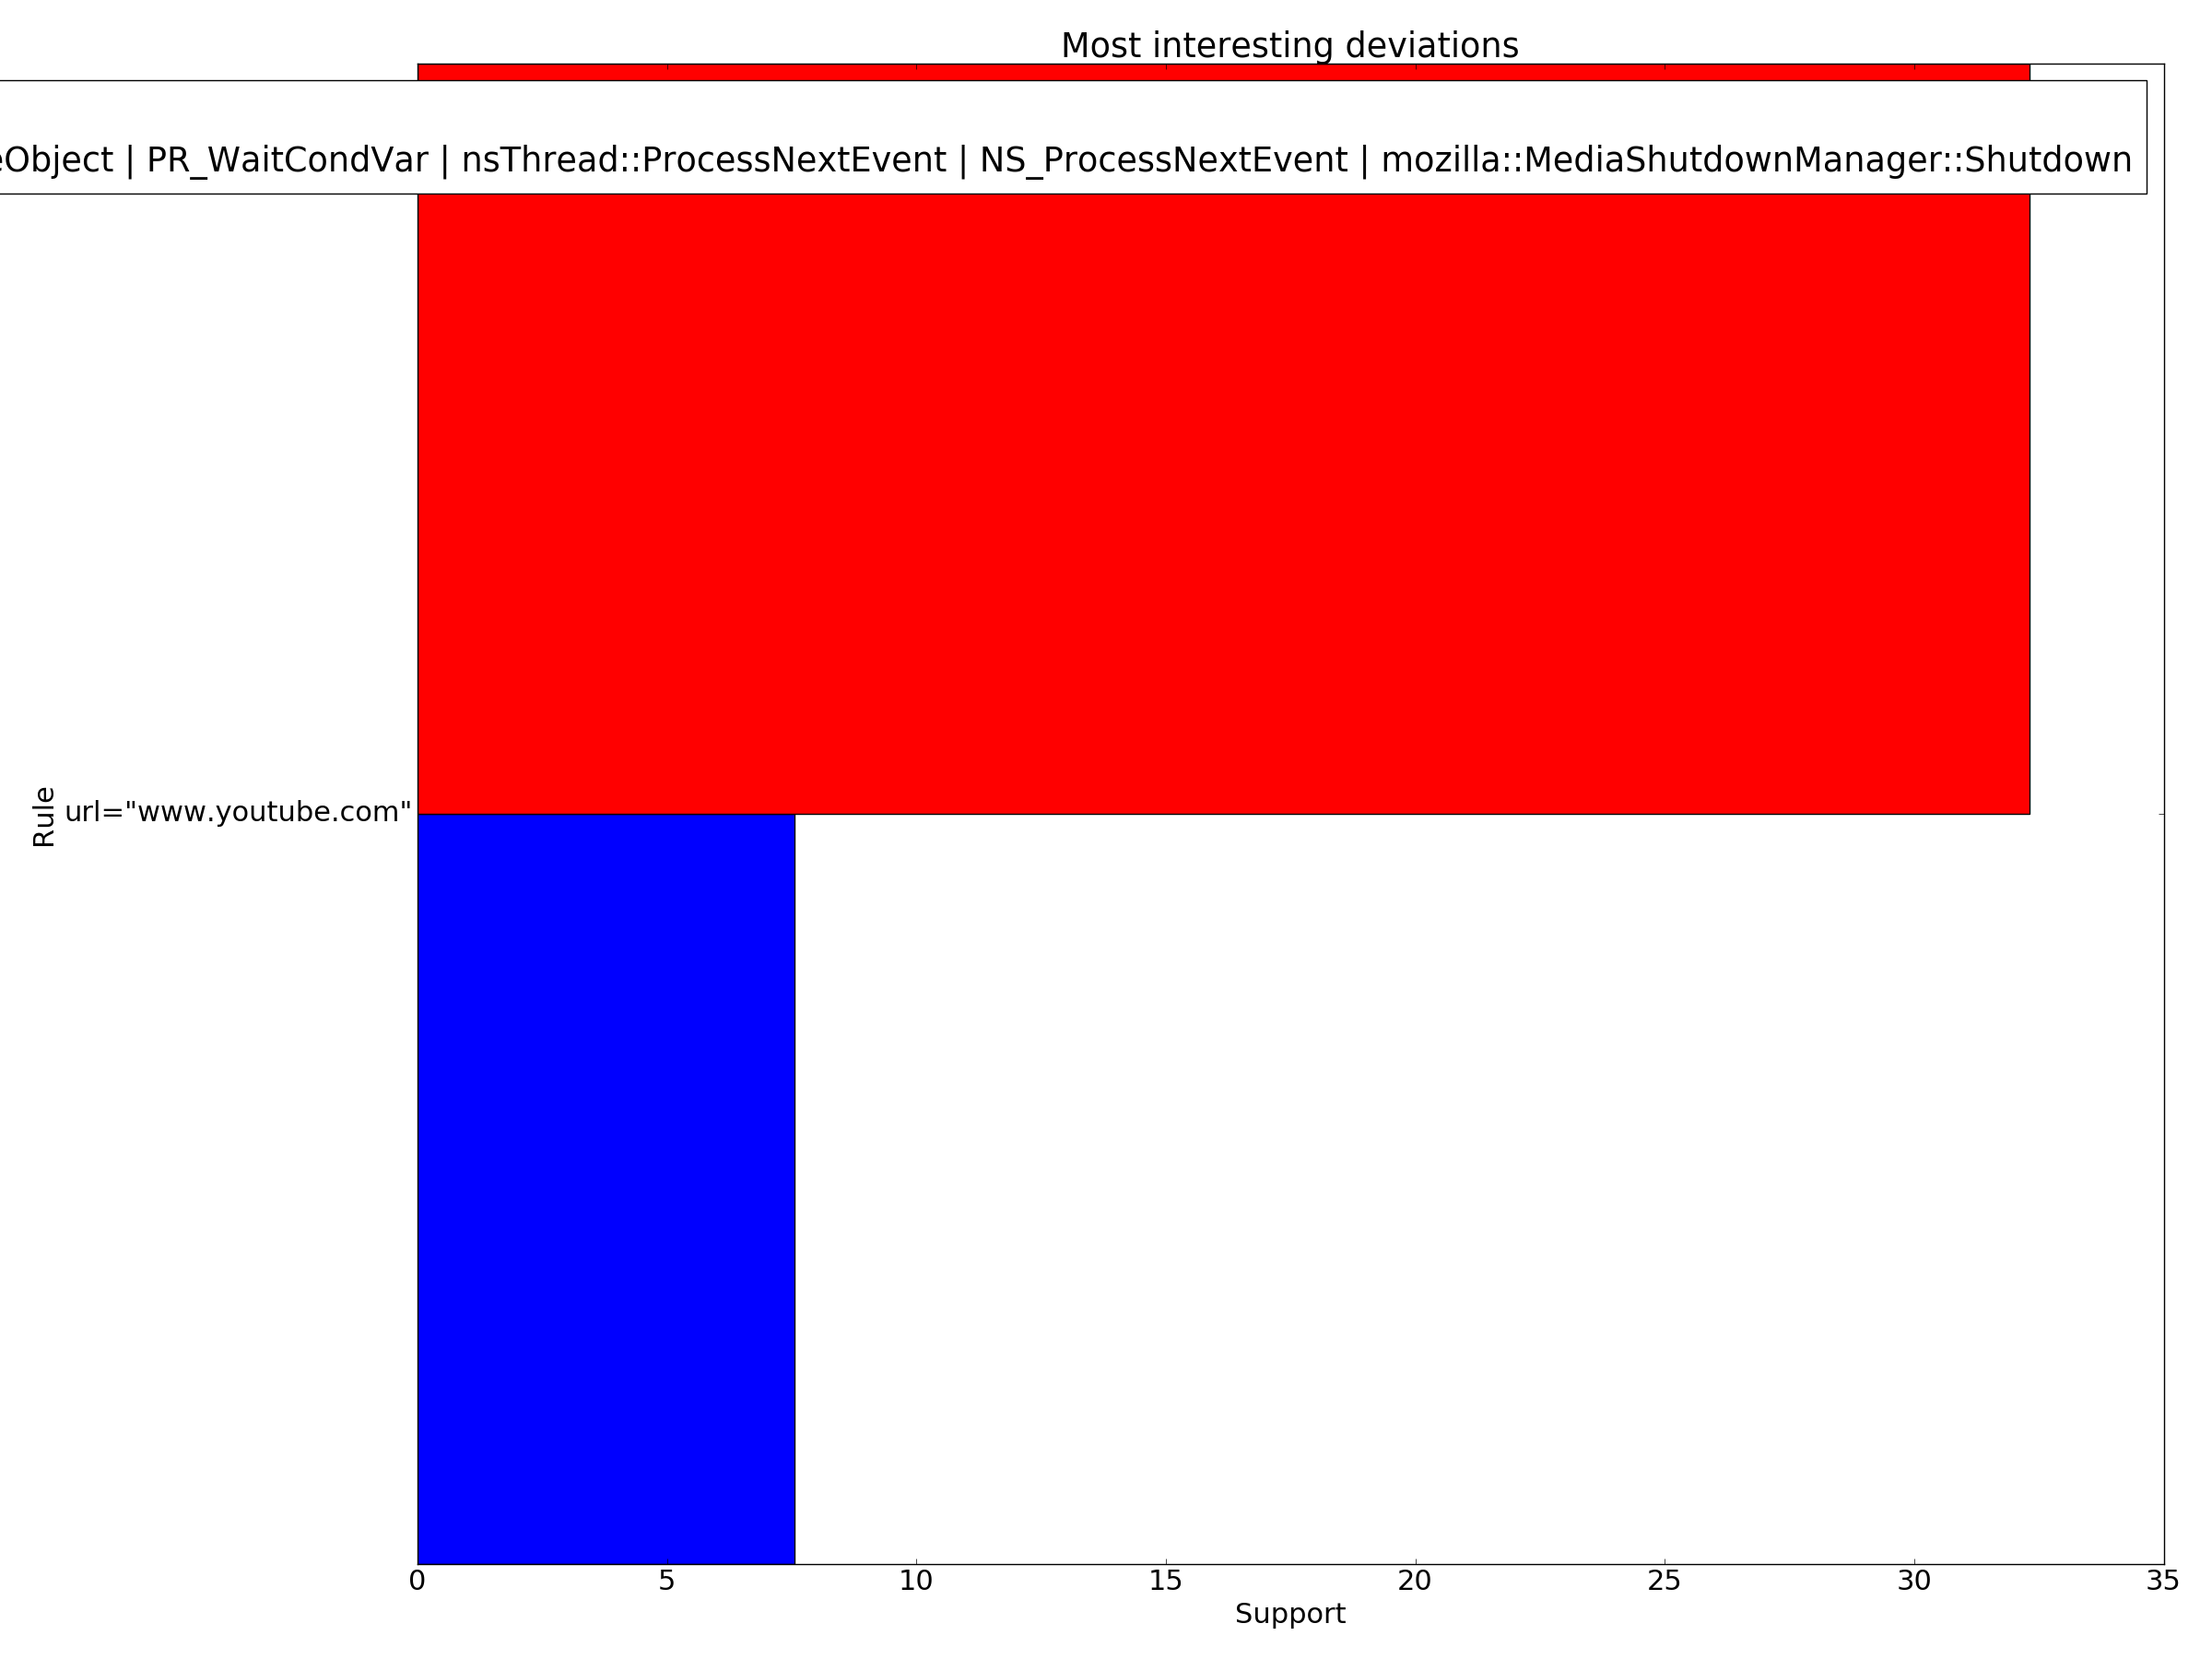 Most interesting deviations
| PR_WaitCondVar | nsThread::ProcessNextEvent | NS_ProcessNextEvent | mozilla::MediaShutdownManager::Shutdown
Rule
url="www.youtube.com"
0 5 10 15 20 25 30 35
Support